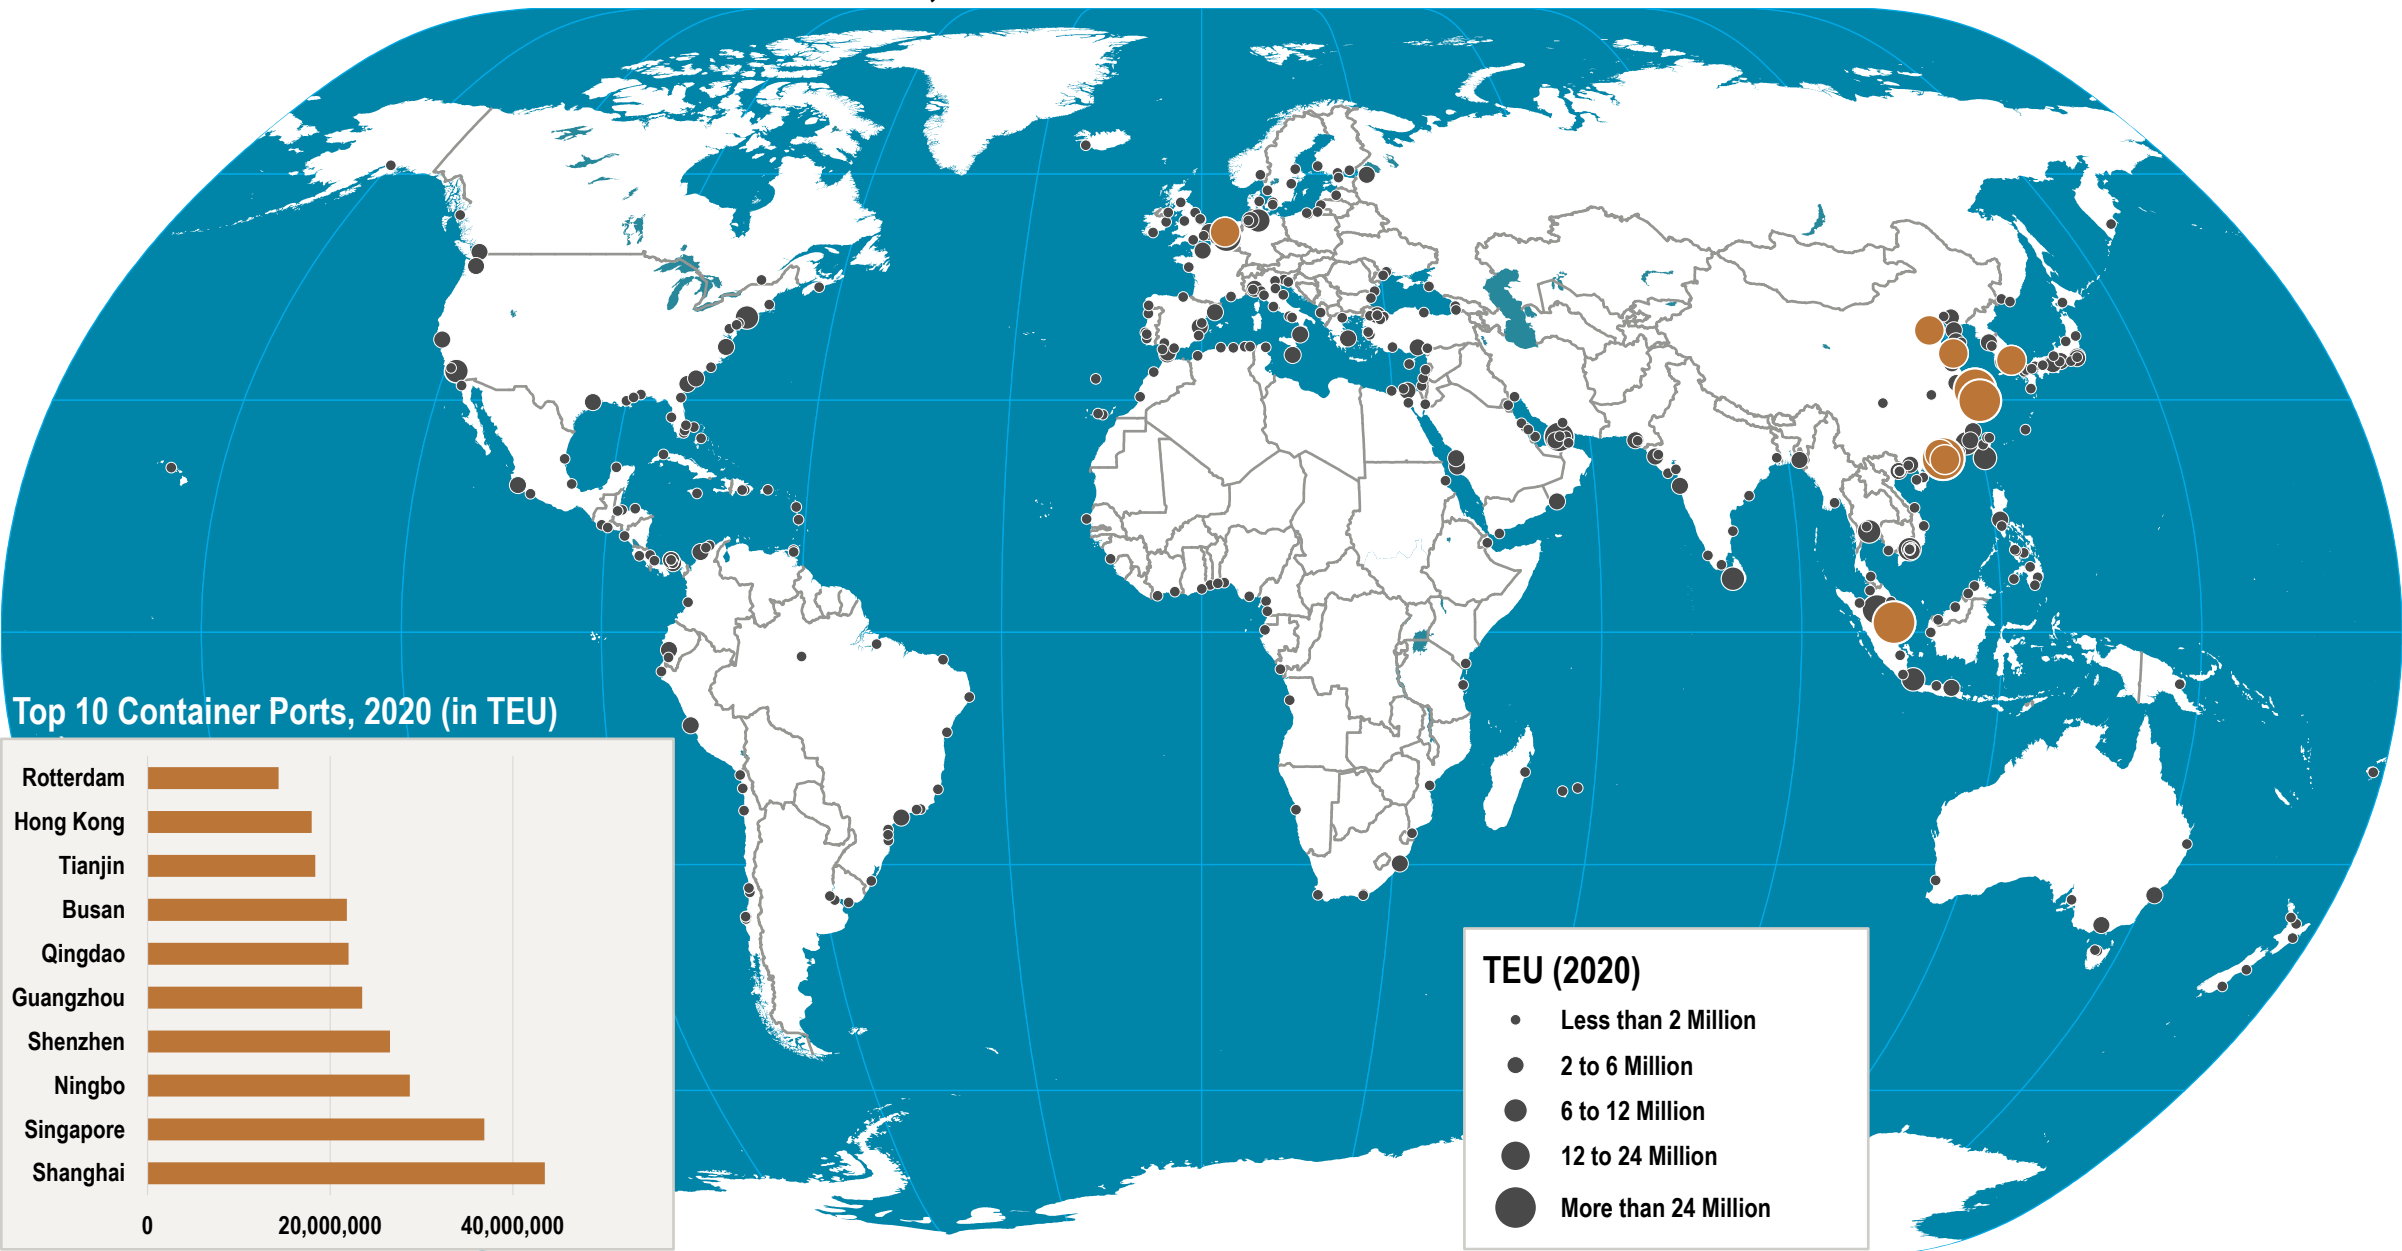 Top 10 Container Ports, 2020 (in TEU)
Rotterdam
Hong Kong
Tianjin
Busan
Qingdao
Guangzhou
Shenzhen
Ningbo
Singapore
Shanghai
0 20,000,000 40,000,000
TEU (2020)
Less than 2 Million
2 to 6 Million
6 to 12 Million
12 to 24 Million
More than 24 Million